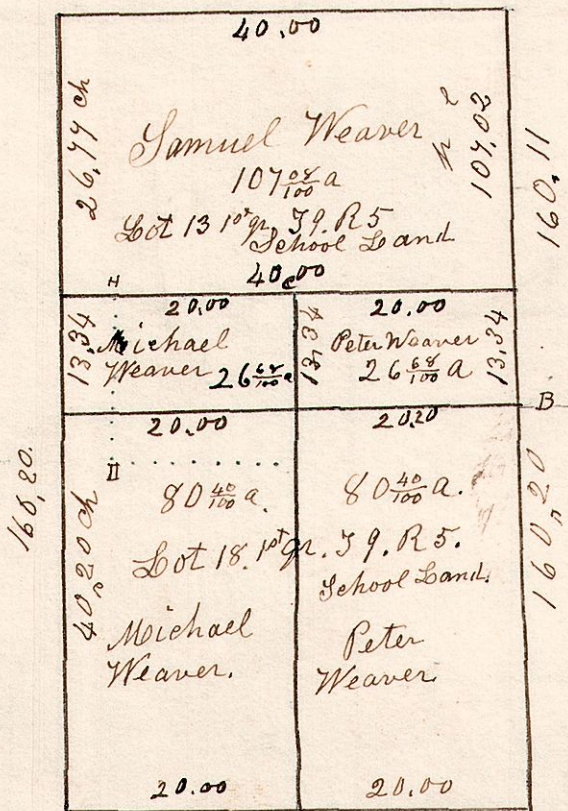 40.00
26.77 ch
Samuel Weaver
107 08/100 a
107.02
160.11
Lot 13 1st qr. T9. R5
School Land
H
40.00
20.00
20.00
13.34
Michael
Weaver 26 68/100 a
13.34
Peter Weaver
26 68/100 a
13.34
B
20.00
20.20
II
160,20.
40,20 ch
80 40/100 a.
80 40/100 a.
160,20
Lot 18. 1st qr. T9. R5.
School Land.
Michael
Weaver.
Peter
Weaver.
20.00
20.00